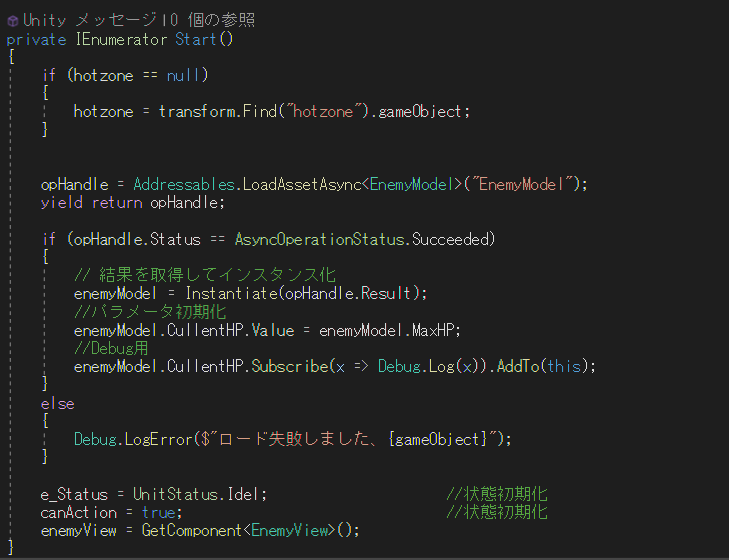 Unity メッセージ|0 個の参照
private IEnumerator Start()
{
if (hotzone == null)
{
hotzone = transform.Find("hotzone").gameObject;
}
opHandle = Addressables.LoadAssetAsync<EnemyModel>("EnemyModel");
yield return opHandle;
if (opHandle.Status == AsyncOperationStatus.Succeeded)
{
// 結果を取得してインスタンス化
enemyModel = Instantiate(opHandle.Result);
//パラメータ初期化
enemyModel.CullentHP.Value = enemyModel.MaxHP;
//Debug用
enemyModel.CullentHP.Subscribe(x => Debug.Log(x)).AddTo(this);
}
else
{
Debug.LogError($"ロード失敗しました、{gameObject}");
}
e_Status = UnitStatus.Idel; //状態初期化
canAction = true; //状態初期化
enemyView = GetComponent<EnemyView>();
}